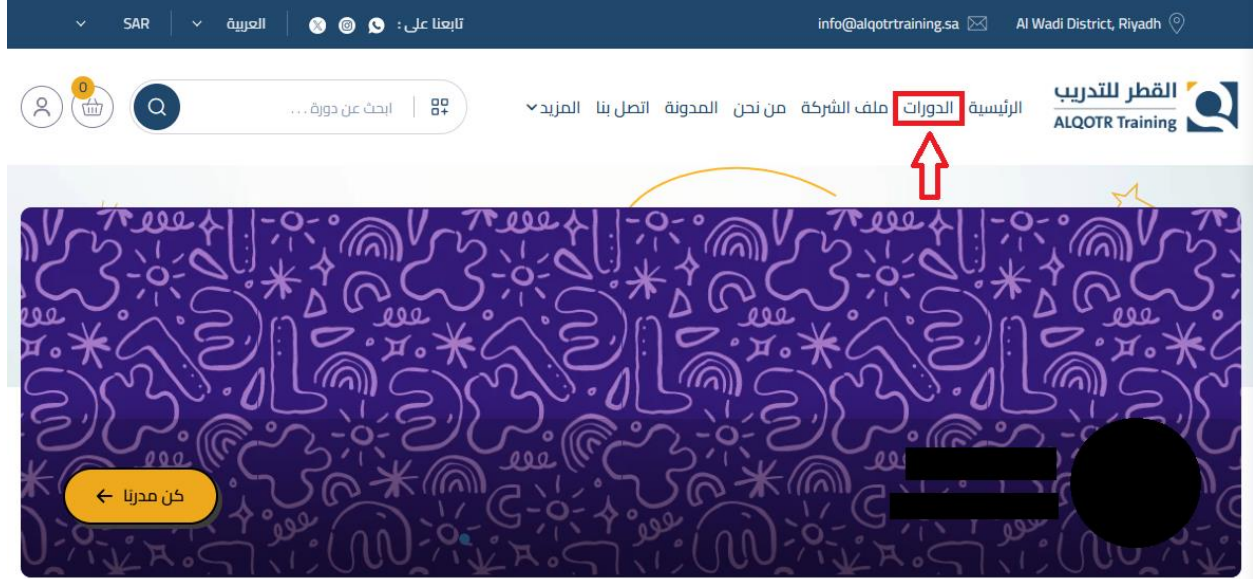 Al Wadi District, Riyadh
info@alqotrtraining.sa
تابعنا على :
العربية
SAR
القطر للتدريب
ALQOTR Training
الرئيسية الدورات ملف الشركة من نحن المدونة اتصل بنا المزيد
ابحث عن دورة . . .
0
كن مدربًا